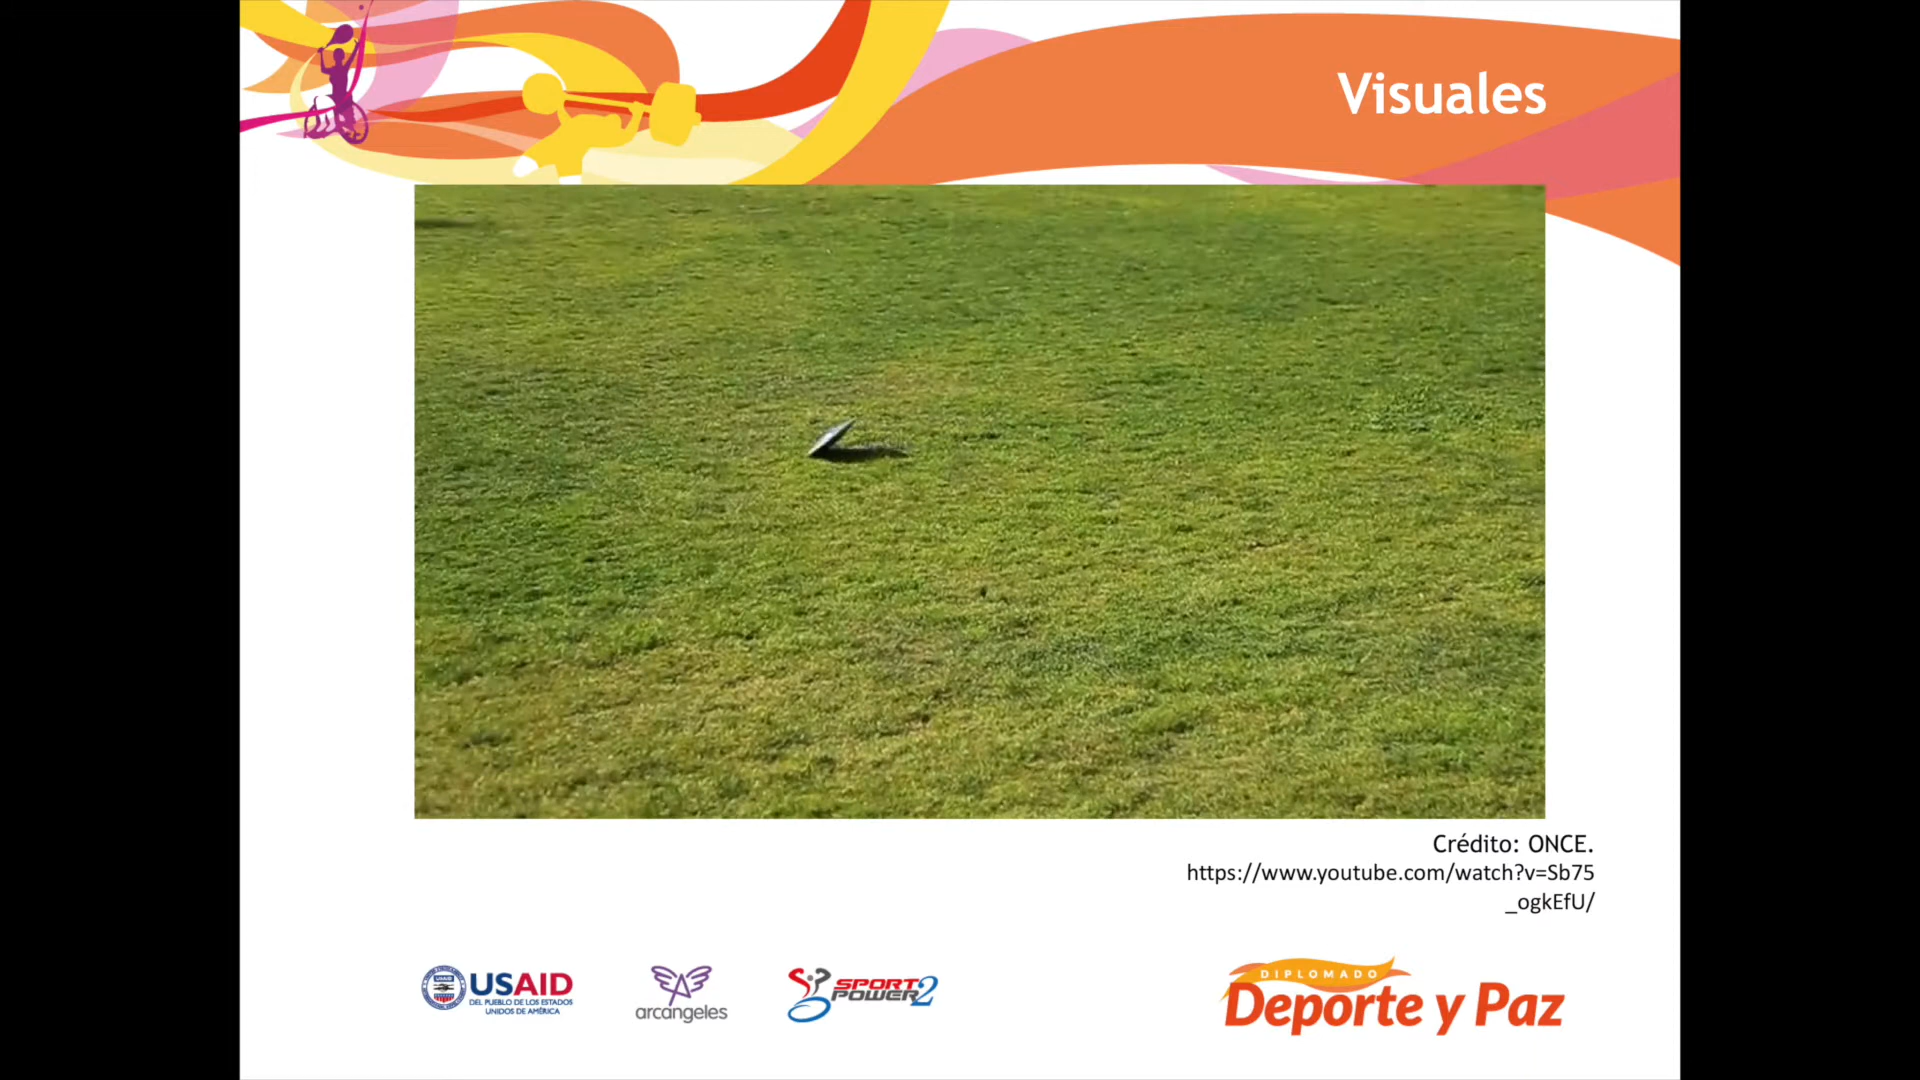 Visuales
Crédito: ONCE.
https://www.youtube.com/watch?v=Sb75
_ogkEfU/
USAID
DEL PUEBLO DE LOS ESTADOS
UNIDOS DE AMÉRICA
arcángeles
SPORT
POWER2
DIPLOMADO
Deporte y Paz